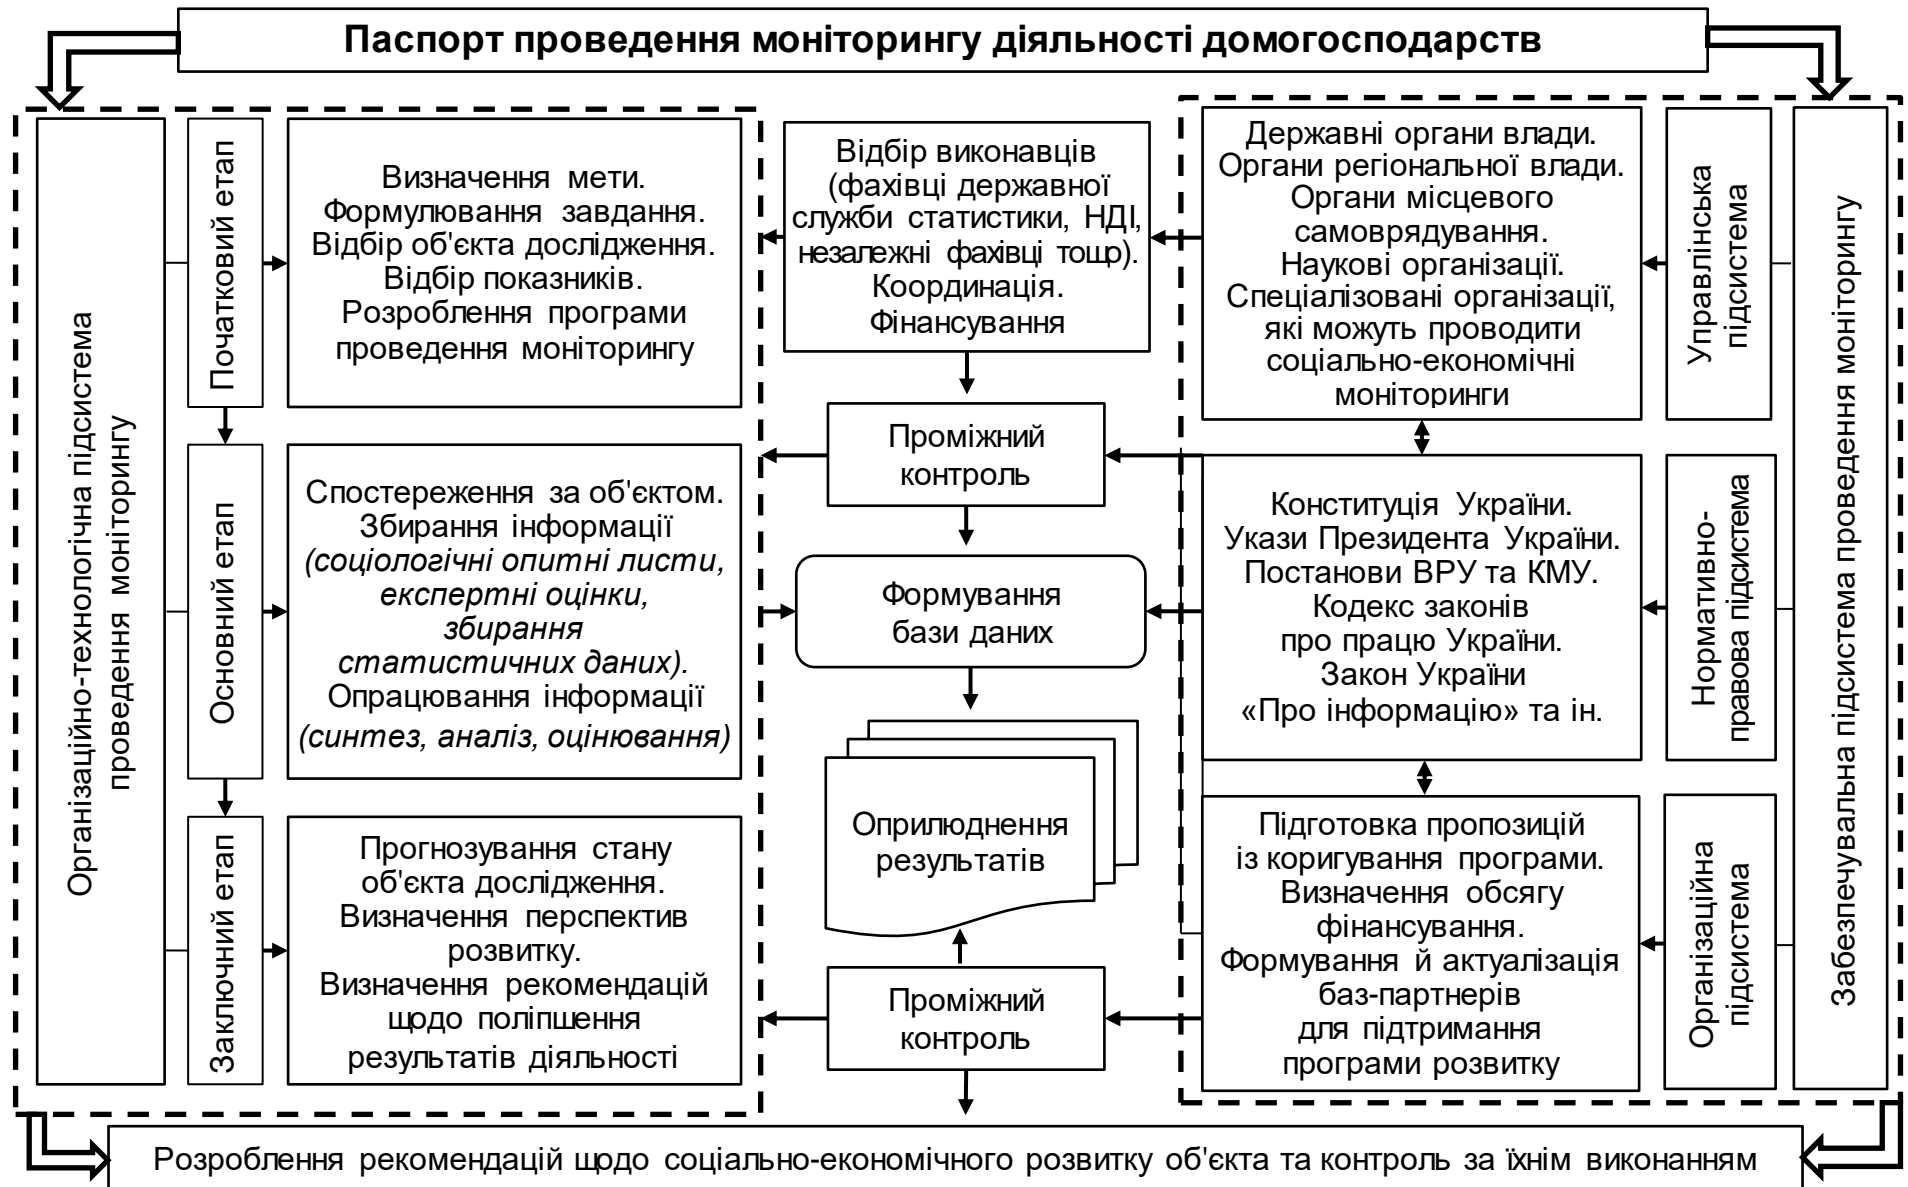 Паспорт проведення моніторингу діяльності домогосподарств
Організаційно-технологічна підсистема
проведення моніторингу
Початковий етап
Визначення мети.
Формулювання завдання.
Відбір об'єкта дослідження.
Відбір показників.
Розроблення програми
проведення моніторингу
Основний етап
Спостереження за об'єктом.
Збирання інформації
(соціологічні опитні листи,
експертні оцінки,
збирання
статистичних даних).
Опрацювання інформації
(синтез, аналіз, оцінювання)
Заключний етап
Прогнозування стану
об'єкта дослідження.
Визначення перспектив
розвитку.
Визначення рекомендацій
щодо поліпшення
результатів діяльності
Відбір виконавців
(фахівці державної
служби статистики, НДІ,
незалежні фахівці тощо).
Координація.
Фінансування
Проміжний
контроль
Формування
бази даних
Оприлюднення
результатів
Проміжний
контроль
Державні органи влади.
Органи регіональної влади.
Органи місцевого
самоврядування.
Наукові організації.
Спеціалізовані організації,
які можуть проводити
соціально-економічні
моніторинги
Управлінська
підсистема
Конституція України.
Укази Президента України.
Постанови ВРУ та КМУ.
Кодекс законів
про працю України.
Закон України
«Про інформацію» та ін.
Нормативно-
правова підсистема
Підготовка пропозицій
із коригування програми.
Визначення обсягу
фінансування.
Формування й актуалізація
баз-партнерів
для підтримання
програми розвитку
Організаційна
підсистема
Забезпечувальна підсистема проведення моніторингу
Розроблення рекомендацій щодо соціально-економічного розвитку об'єкта та контроль за їхнім виконанням